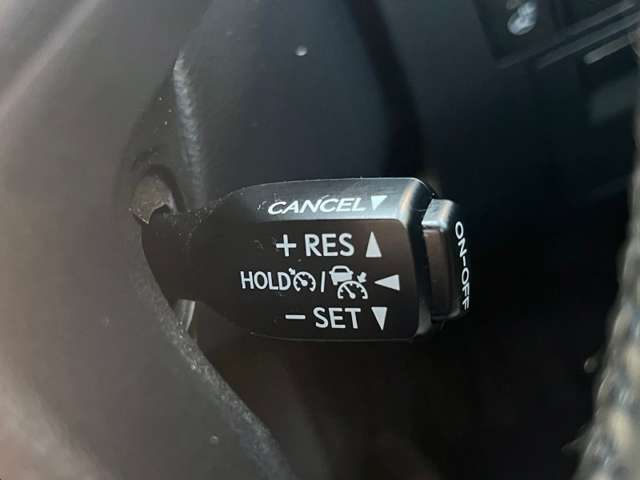 CANCEL▼
+ RES ▲
HOLD / ◀
− SET ▼
ON-OFF